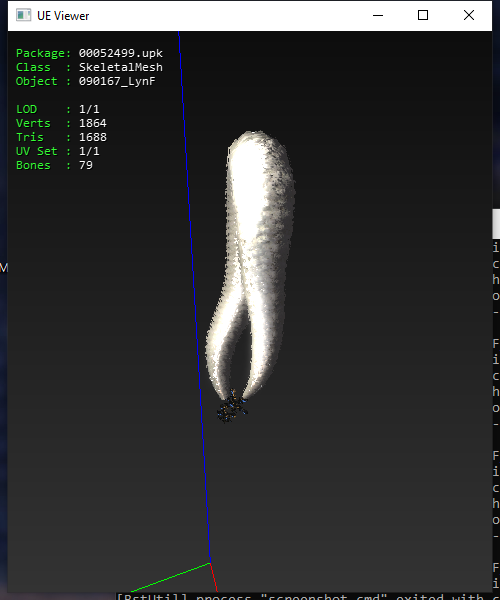 UE Viewer
Package: 00052499.upk
Class : SkeletalMesh
Object : 090167_LynF
LOD : 1/1
Verts : 1864
Tris : 1688
UV Set : 1/1
Bones : 79
M
i
c
h
o
-
F
i
c
h
o
-
F
i
c
h
o
-
F
[RstUtil] process "screenshot.cmd" exited with c